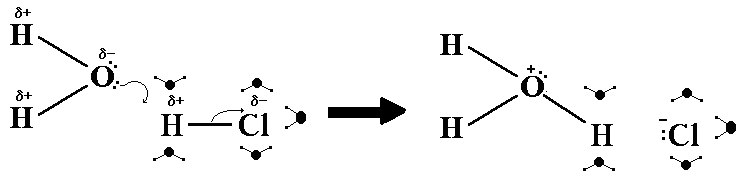 δ+ H
δ−
δ+ H O
δ+ H δ− Cl
H
+ O
H
H − Cl